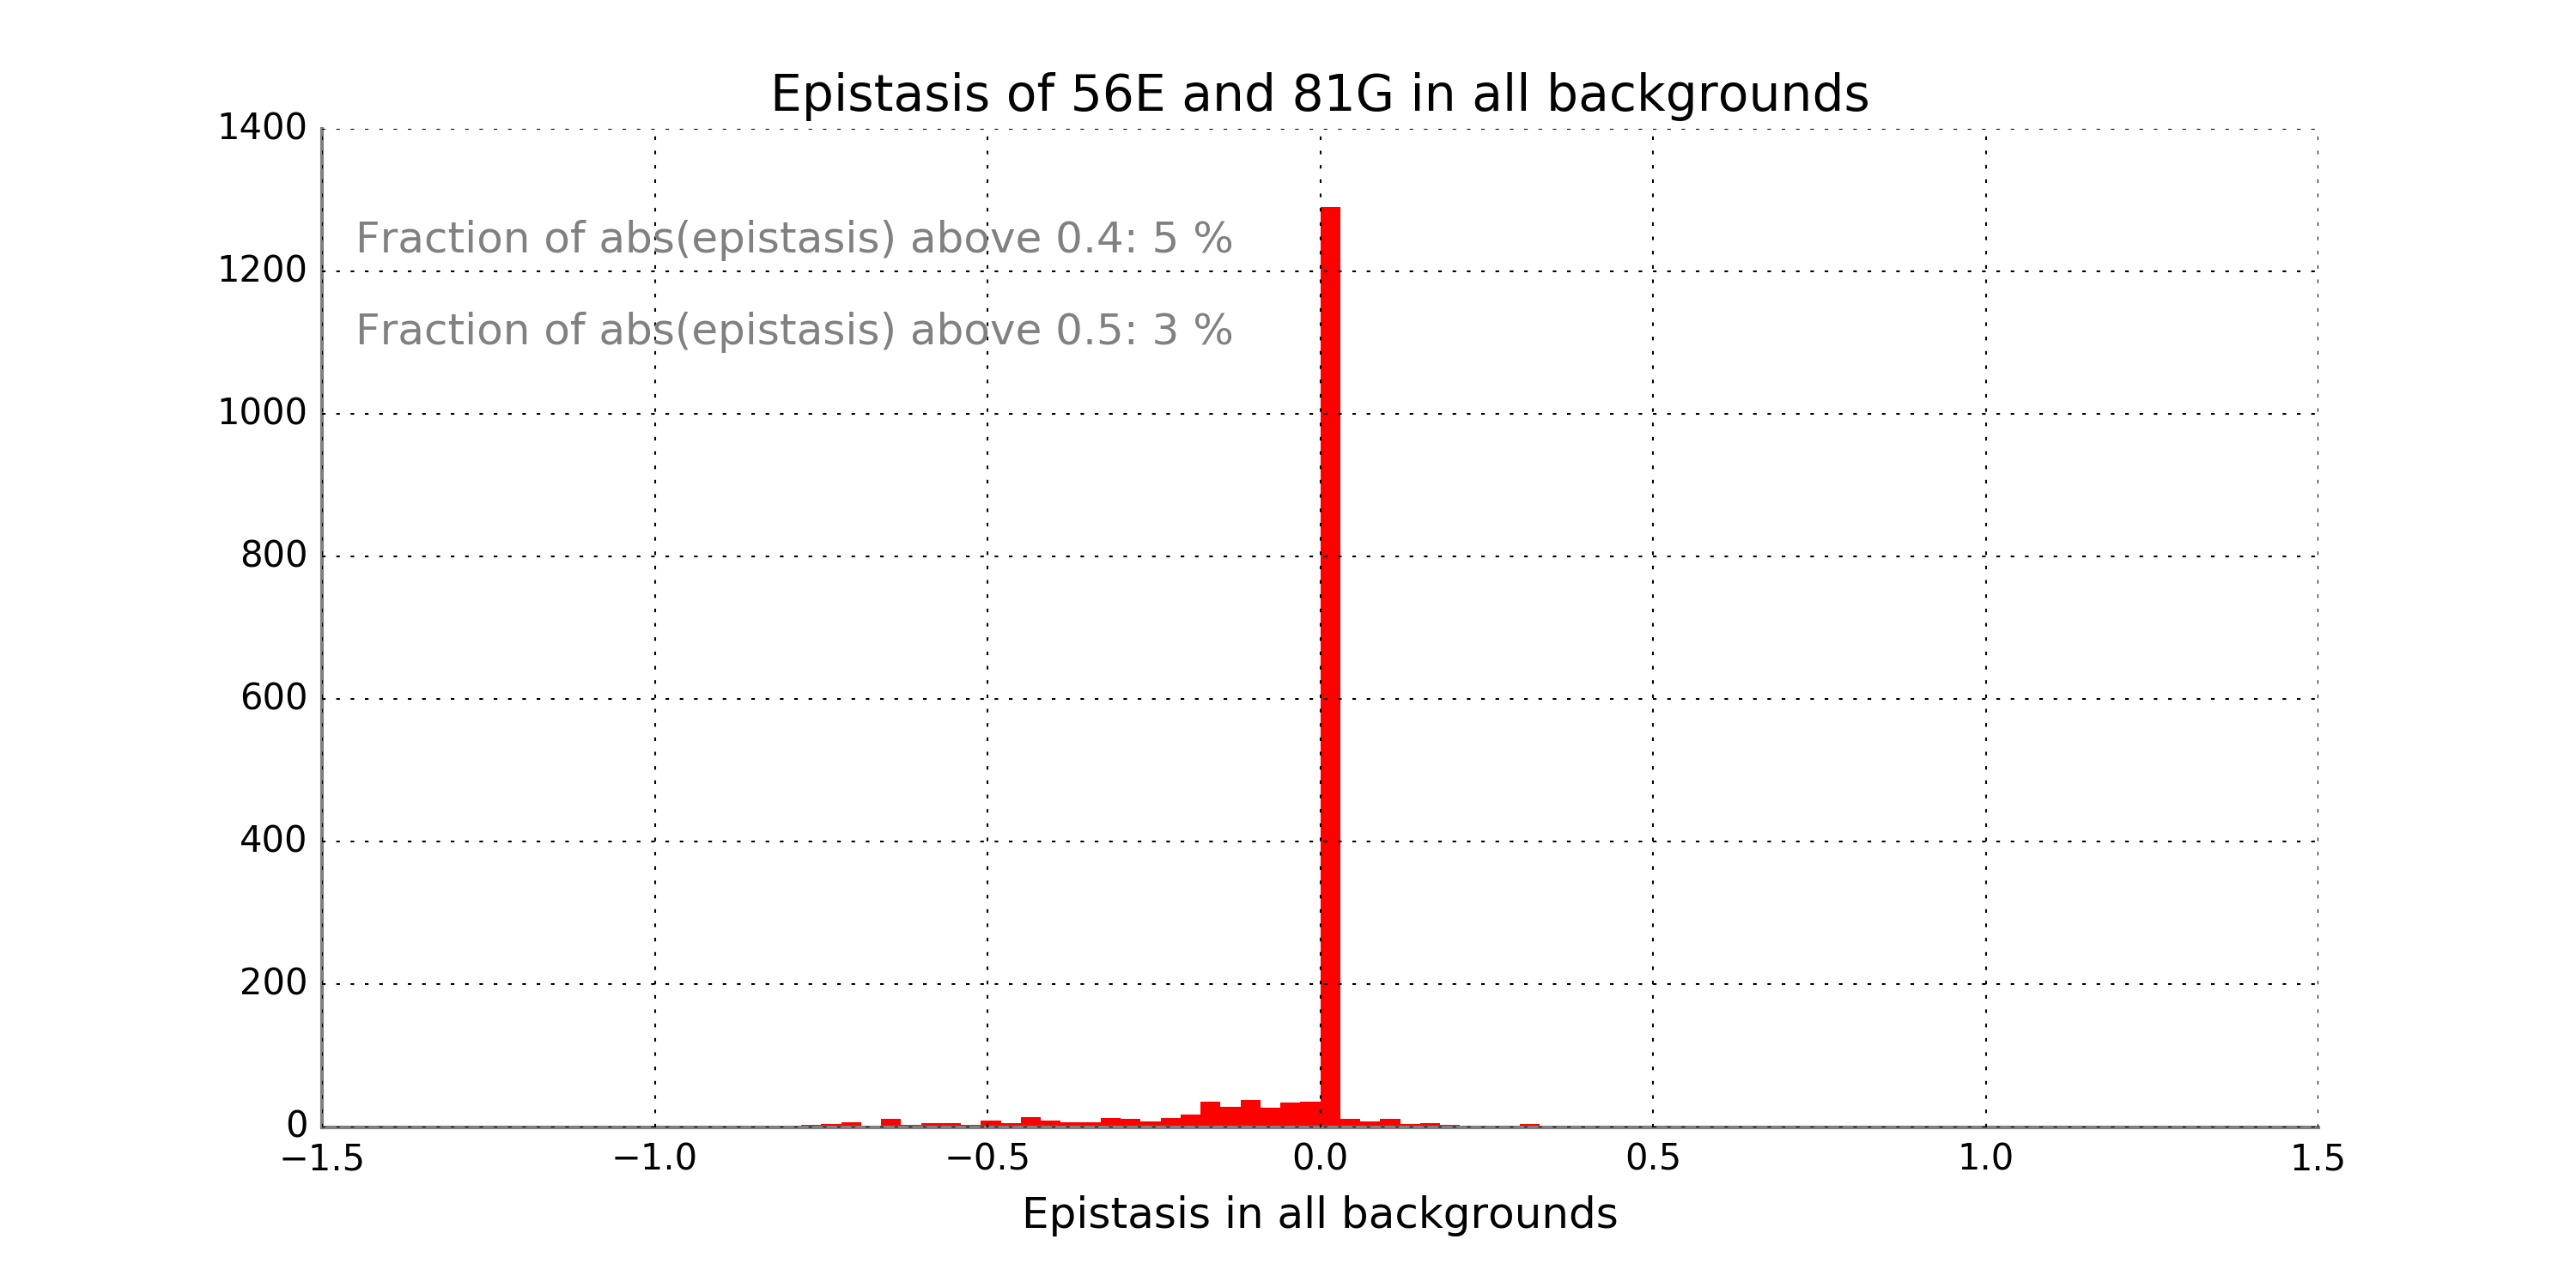 Epistasis of 56E and 81G in all backgrounds
1400
Fraction of abs(epistasis) above 0.4: 5 %
1200
Fraction of abs(epistasis) above 0.5: 3 %
1000
800
600
400
200
0
−1.5 −1.0 −0.5 0.0 0.5 1.0 1.5
Epistasis in all backgrounds